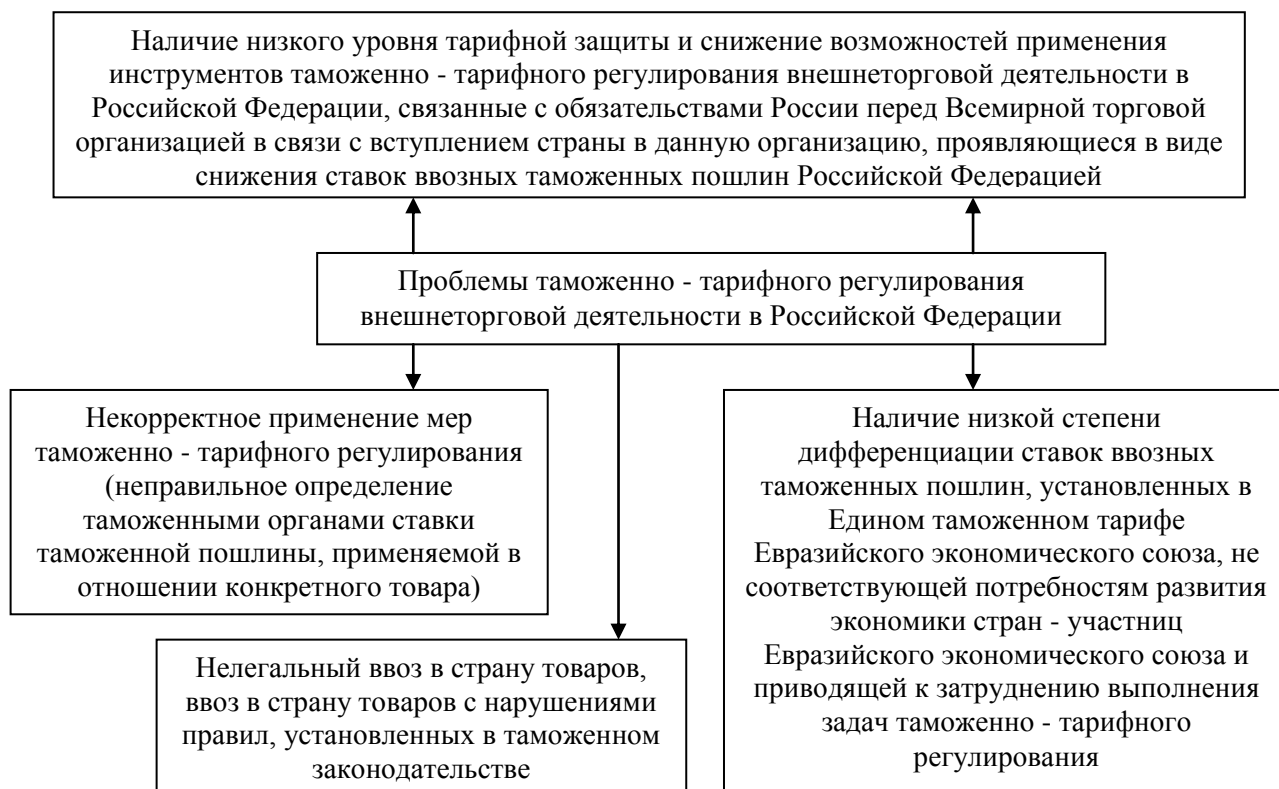 Наличие низкого уровня тарифной защиты и снижение возможностей применения
инструментов таможенно - тарифного регулирования внешнеторговой деятельности в
Российской Федерации, связанные с обязательствами России перед Всемирной торговой
организацией в связи с вступлением страны в данную организацию, проявляющиеся в виде
снижения ставок ввозных таможенных пошлин Российской Федерацией
Проблемы таможенно - тарифного регулирования
внешнеторговой деятельности в Российской Федерации
Некорректное применение мер
таможенно - тарифного регулирования
(неправильное определение
таможенными органами ставки
таможенной пошлины, применяемой в
отношении конкретного товара)
Нелегальный ввоз в страну товаров,
ввоз в страну товаров с нарушениями
правил, установленных в таможенном
законодательстве
Наличие низкой степени
дифференциации ставок ввозных
таможенных пошлин, установленных в
Едином таможенном тарифе
Евразийского экономического союза, не
соответствующей потребностям развития
экономики стран - участниц
Евразийского экономического союза и
приводящей к затруднению выполнения
задач таможенно - тарифного
регулирования